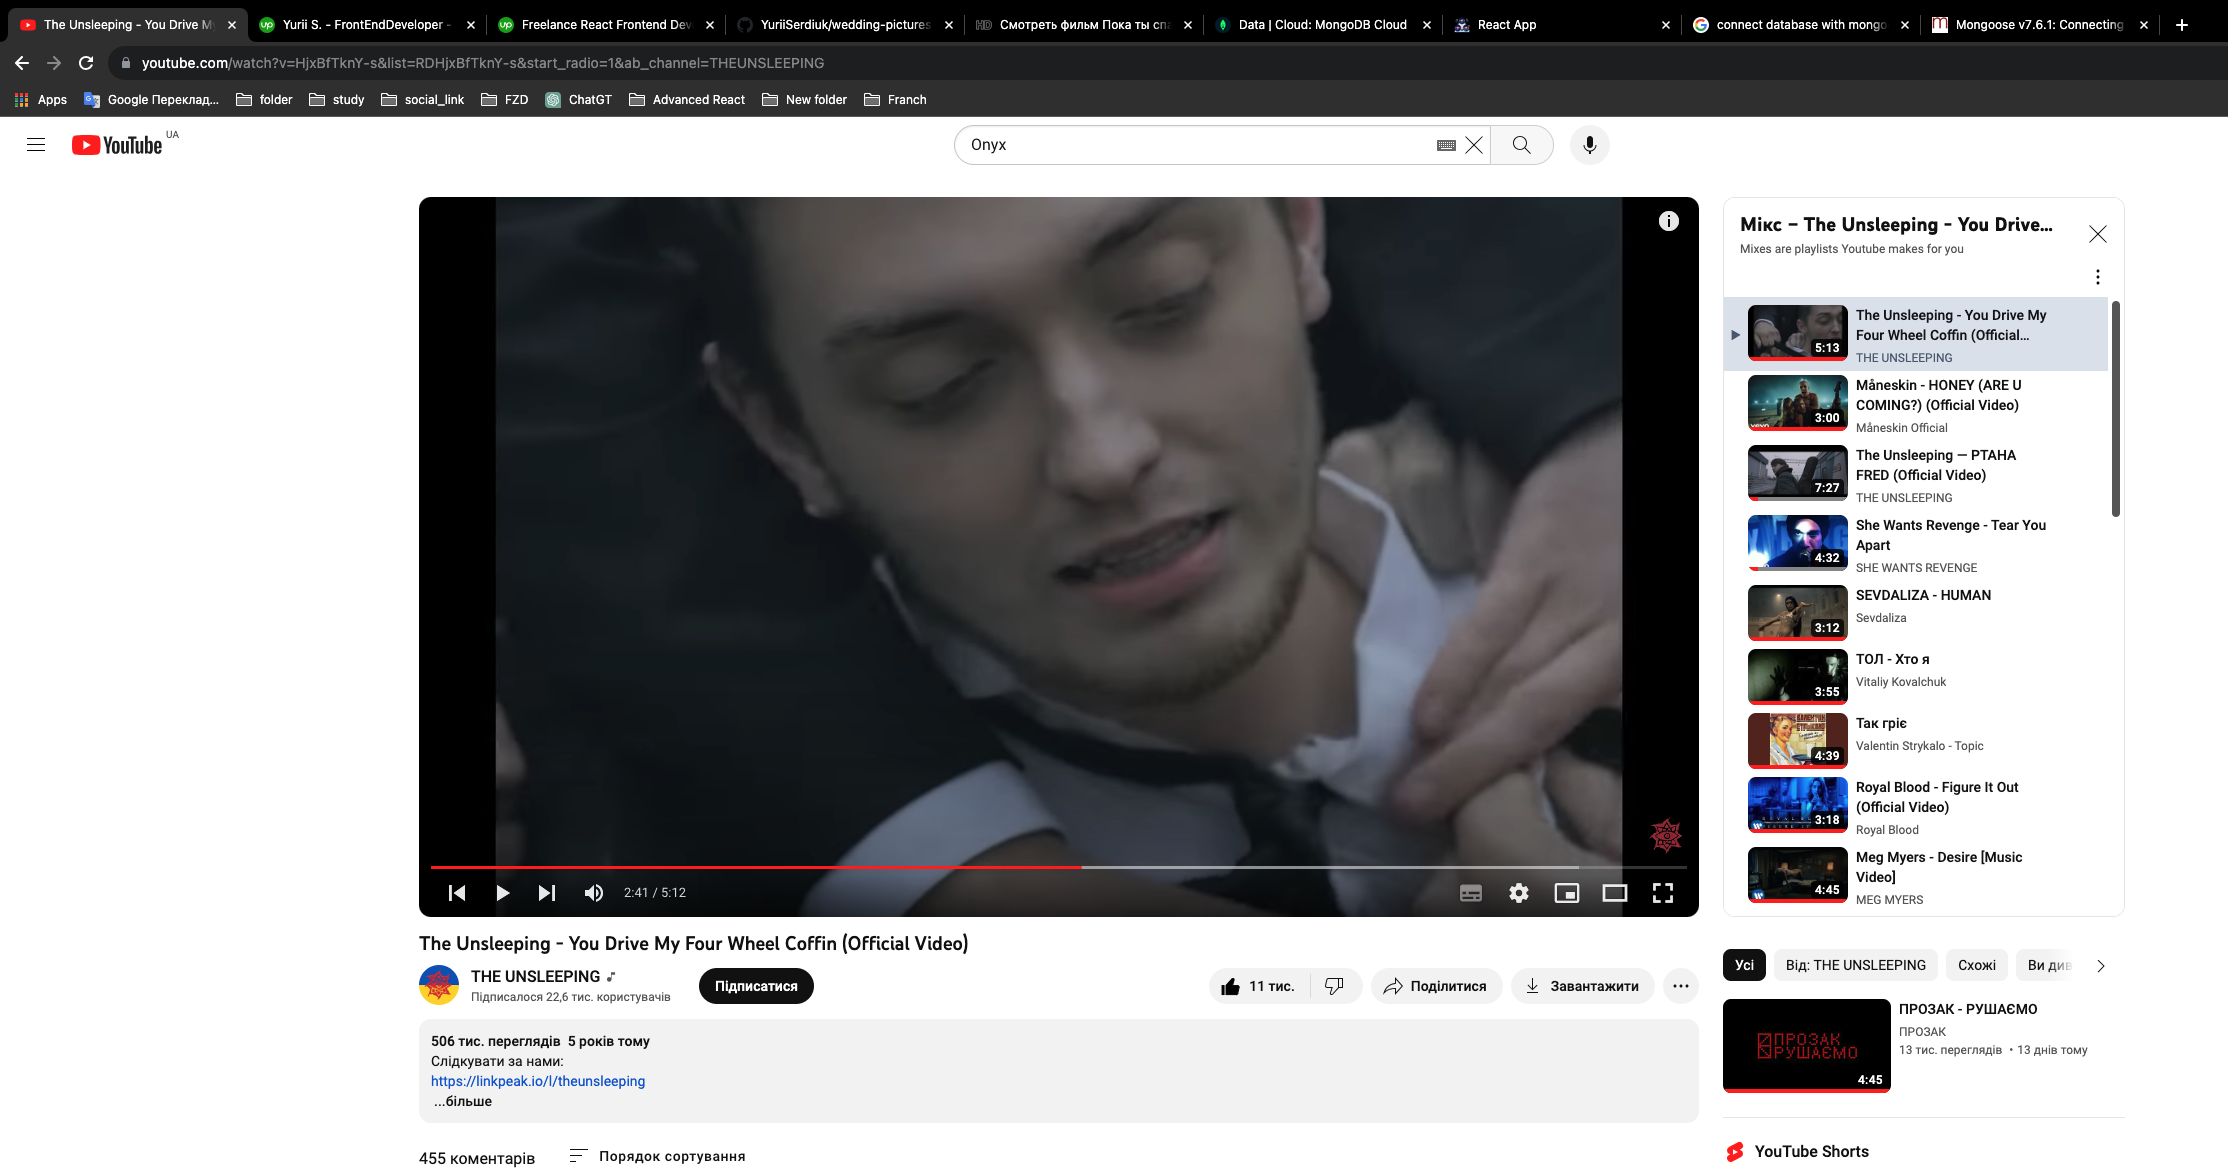 The Unsleeping - You Drive M
Yurii S. - FrontEndDeveloper -
Freelance React Frontend Dev
YuriiSerdiuk/wedding-pictures
Смотреть фильм Пока ты спа
Data | Cloud: MongoDB Cloud
React App
connect database with mongo
Mongoose v7.6.1: Connecting
youtube.com/watch?v=HjxBfTknY-s&list=RDHjxBfTknY-s&start_radio=1&ab_channel=THEUNSLEEPING
Apps
Google Переклад...
folder
study
social_link
FZD
ChatGT
Advanced React
New folder
Franch
YouTube UA
Onyx
2:41 / 5:12
The Unsleeping - You Drive My Four Wheel Coffin (Official Video)
THE UNSLEEPING
Підписалося 22,6 тис. користувачів
Підписатися
11 тис.
Поділитися
Завантажити
506 тис. переглядів 5 років тому
Слідкувати за нами:
https://linkpeak.io/l/theunsleeping
...більше
455 коментарів
Порядок сортування
Мікс – The Unsleeping - You Drive...
Mixes are playlists Youtube makes for you
5:13
The Unsleeping - You Drive My
Four Wheel Coffin (Official...
THE UNSLEEPING
3:00
Måneskin - HONEY (ARE U
COMING?) (Official Video)
Måneskin Official
7:27
The Unsleeping — PTAHA
FRED (Official Video)
THE UNSLEEPING
4:32
She Wants Revenge - Tear You
Apart
SHE WANTS REVENGE
3:12
SEVDALIZA - HUMAN
Sevdaliza
3:55
ТОЛ - Хто я
Vitaliy Kovalchuk
4:39
Так гріє
Valentin Strykalo - Topic
3:18
Royal Blood - Figure It Out
(Official Video)
Royal Blood
4:45
Meg Myers - Desire [Music
Video]
MEG MYERS
Усі
Від: THE UNSLEEPING
Схожі
Ви див
ПРОЗАК
РУШАЄМО
4:45
ПРОЗАК - РУШАЄМО
ПРОЗАК
13 тис. переглядів • 13 днів тому
YouTube Shorts